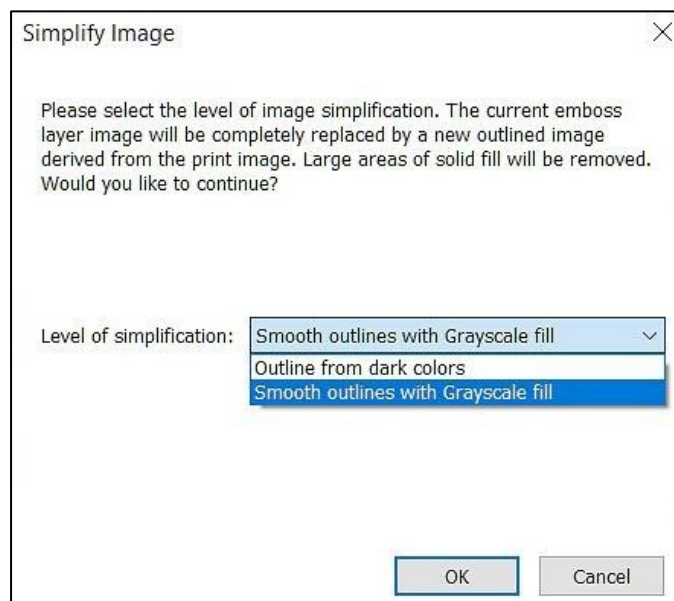 Simplify Image
Please select the level of image simplification. The current emboss
layer image will be completely replaced by a new outlined image
derived from the print image. Large areas of solid fill will be removed.
Would you like to continue?
Level of simplification: Smooth outlines with Grayscale fill
Outline from dark colors
Smooth outlines with Grayscale fill
OK Cancel